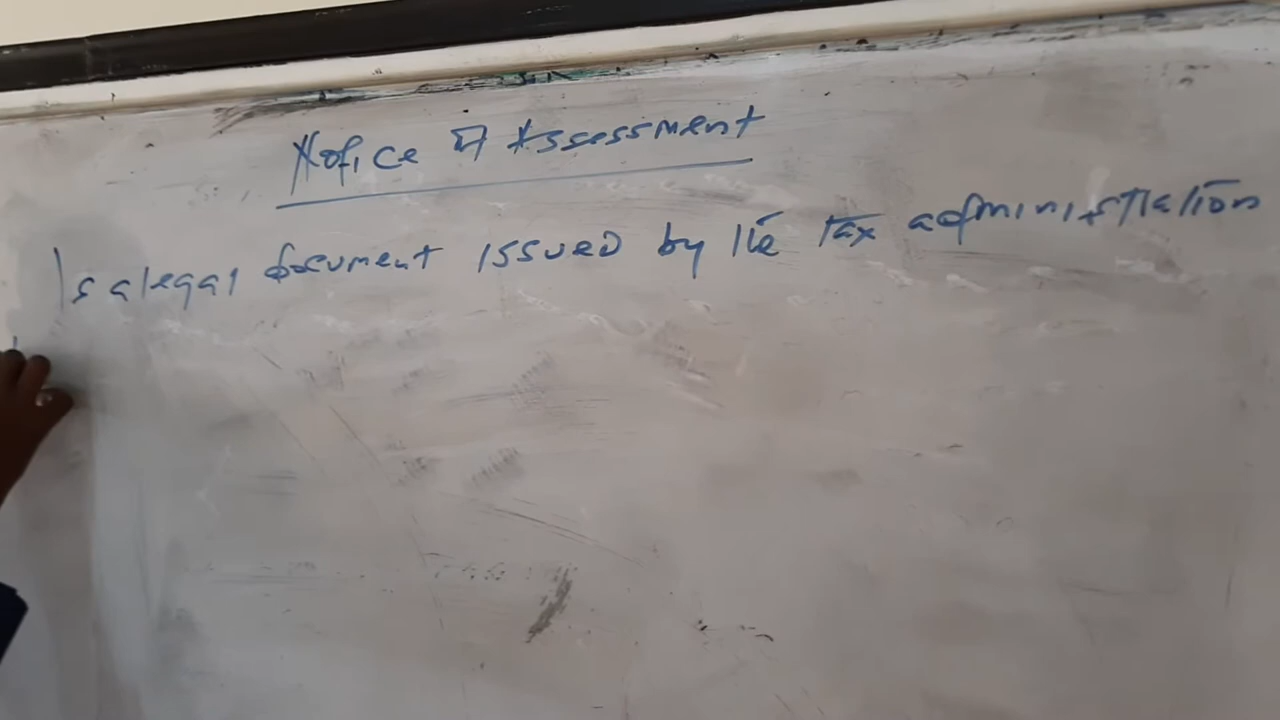 Notice of Assessment
Is a legal document issued by the tax administration